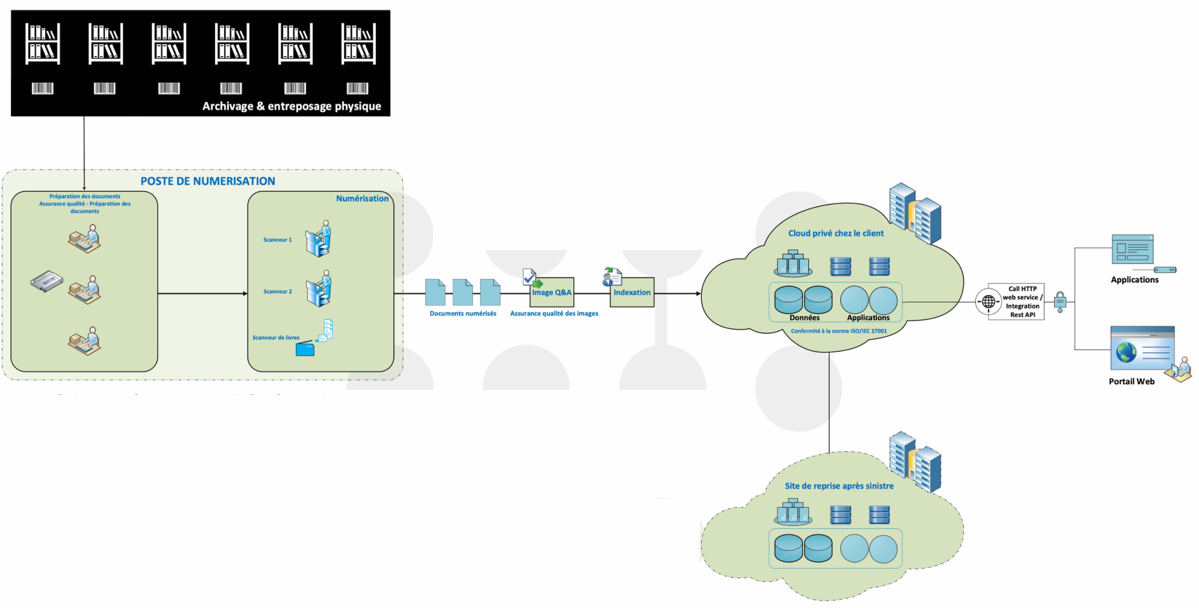 Archivage & entreposage physique
POSTE DE NUMERISATION
Préparation des documents
Assurance qualité - Préparation des
documents
Numérisation
Scanneur 1
Scanneur 2
Scanneur de livres
Documents numérisés
Image Q&A
Assurance qualité des images
Indexation
Cloud privé chez le client
Données
Applications
Conformité à la norme ISO/IEC 27001
Call HTTP
web service /
Integration
Rest API
Applications
Portail Web
Site de reprise après sinistre